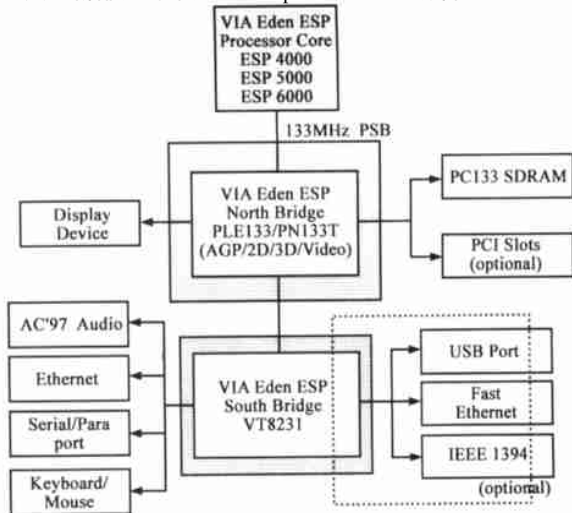 VIA Eden ESP
Processor Core
ESP 4000
ESP 5000
ESP 6000
133MHz PSB
VIA Eden ESP
North Bridge
PLE133/PN133T
(AGP/2D/3D/Video)
Display
Device
PC133 SDRAM
PCI Slots
(optional)
AC'97 Audio
Ethernet
Serial/Para
port
Keyboard/
Mouse
VIA Eden ESP
South Bridge
VT8231
USB Port
Fast
Ethernet
IEEE 1394
(optional)